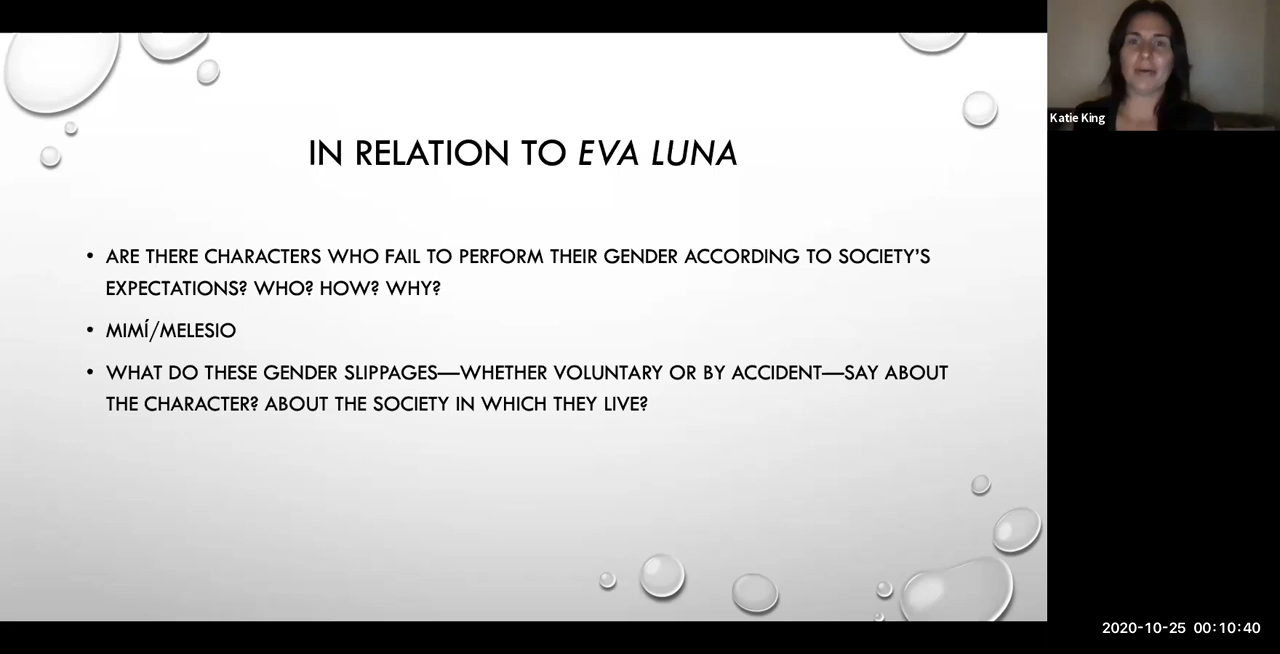 IN RELATION TO EVA LUNA
• ARE THERE CHARACTERS WHO FAIL TO PERFORM THEIR GENDER ACCORDING TO SOCIETY'S
EXPECTATIONS? WHO? HOW? WHY?
• MIMÍ/MELESIO
• WHAT DO THESE GENDER SLIPPAGES—WHETHER VOLUNTARY OR BY ACCIDENT—SAY ABOUT
THE CHARACTER? ABOUT THE SOCIETY IN WHICH THEY LIVE?
Katie King
2020-10-25 00:10:40